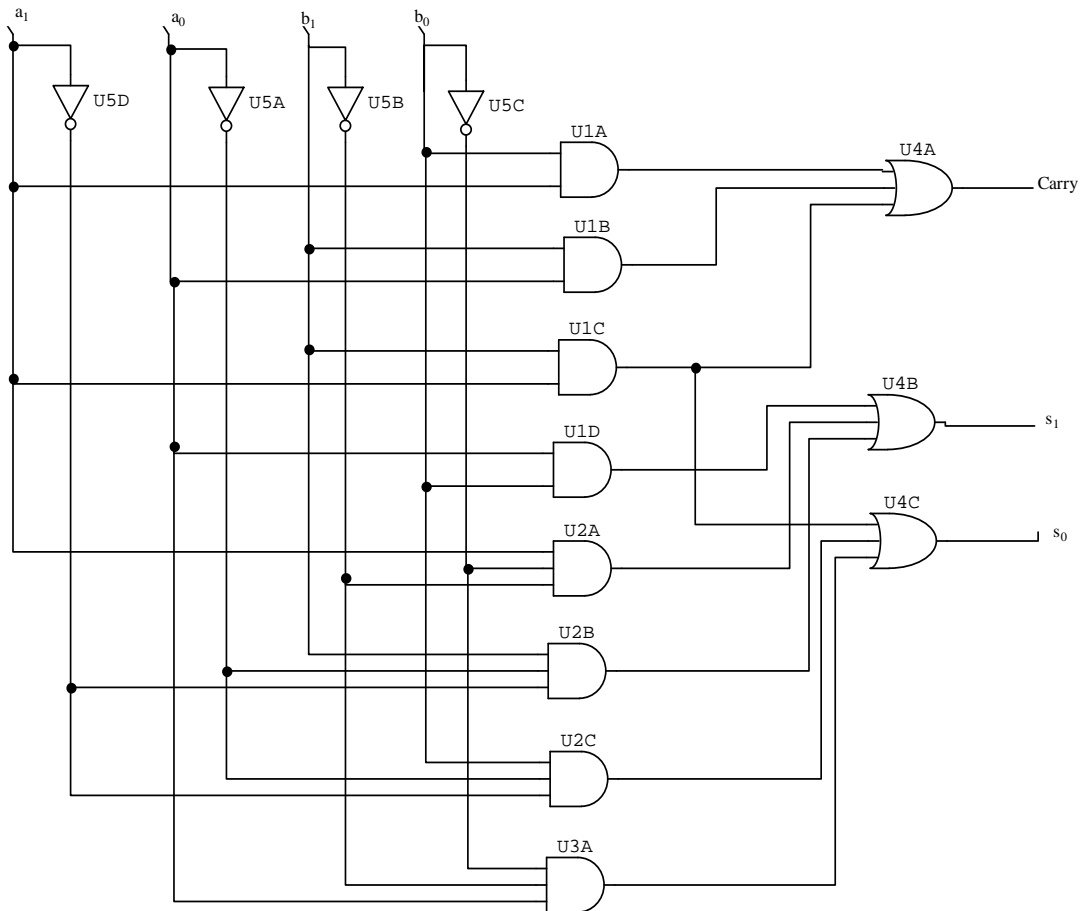 a₁
a₀
b₁
b₀
U5D
U5A
U5B
U5C
U1A
U4A
Carry
U1B
U1C
U4B
s₁
U1D
U4C
s₀
U2A
U2B
U2C
U3A